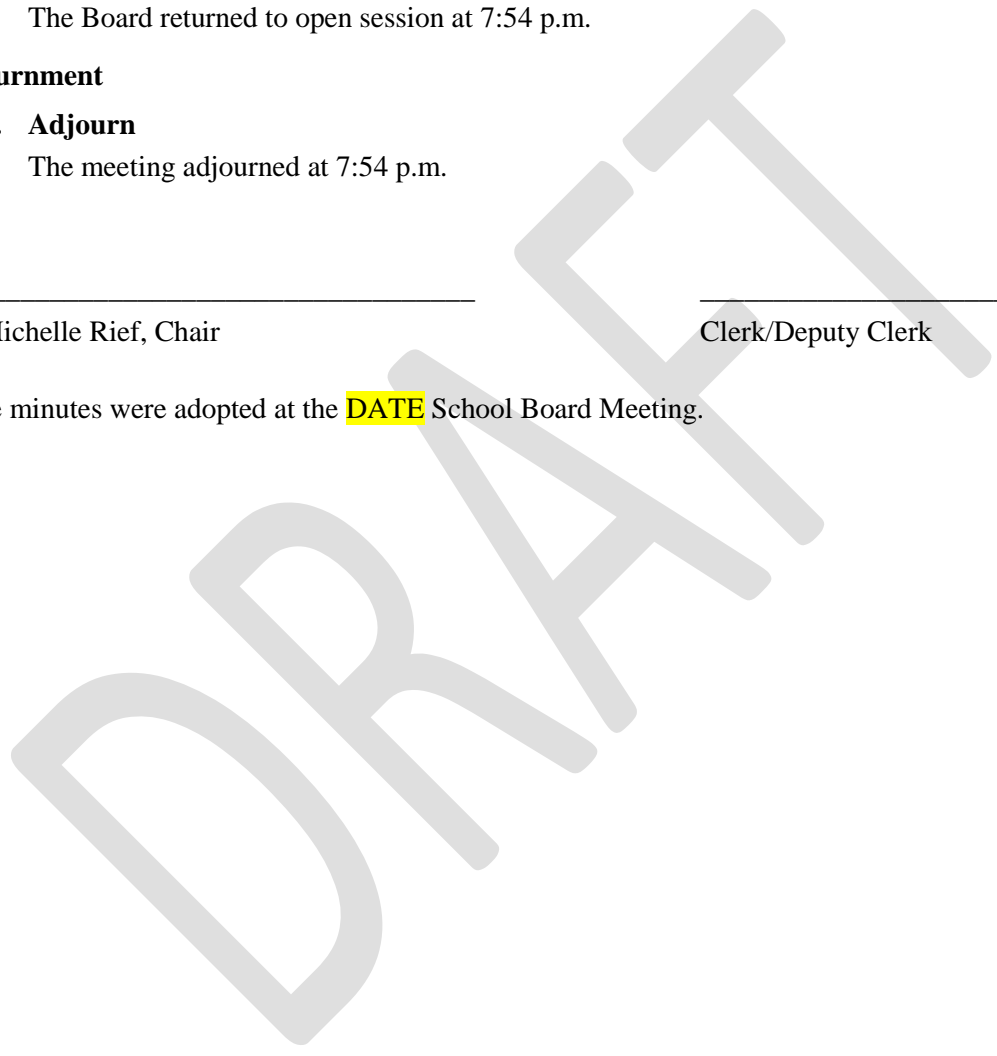 The Board returned to open session at 7:54 p.m.
urnment
. Adjourn
The meeting adjourned at 7:54 p.m.
ichelle Rief, Chair
Clerk/Deputy Clerk
e minutes were adopted at the DATE School Board Meeting.
DRAFT